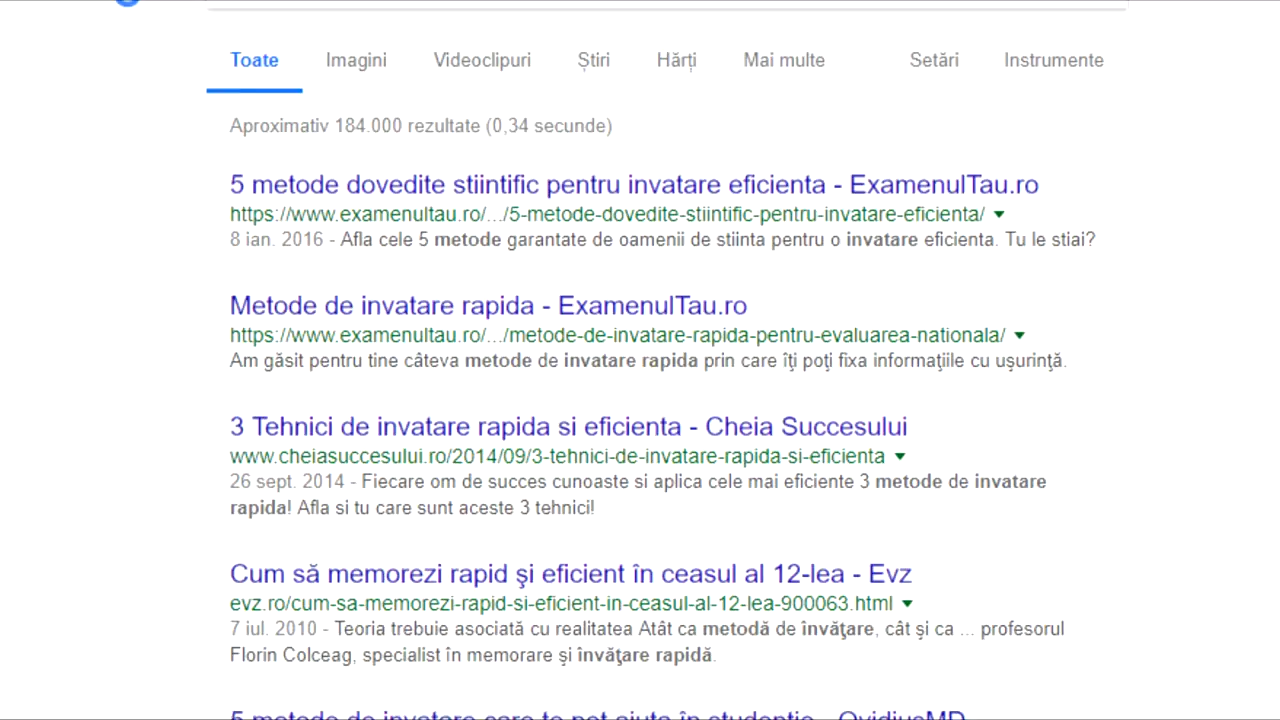 Toate Imagini Videoclipuri Știri Hărți Mai multe Setări Instrumente
Aproximativ 184.000 rezultate (0,34 secunde)
5 metode dovedite stiintific pentru invatare eficienta - ExamenulTau.ro
https://www.examenultau.ro/.../5-metode-dovedite-stiintific-pentru-invatare-eficienta/
8 ian. 2016 - Afla cele 5 metode garantate de oamenii de stiinta pentru o invatare eficienta. Tu le stiai?
Metode de invatare rapida - ExamenulTau.ro
https://www.examenultau.ro/.../metode-de-invatare-rapida-pentru-evaluarea-nationala/
Am găsit pentru tine câteva metode de invatare rapida prin care îţi poţi fixa informaţiile cu uşurinţă.
3 Tehnici de invatare rapida si eficienta - Cheia Succesului
www.cheiasuccesului.ro/2014/09/3-tehnici-de-invatare-rapida-si-eficienta
26 sept. 2014 - Fiecare om de succes cunoaste si aplica cele mai eficiente 3 metode de invatare
rapida! Afla si tu care sunt aceste 3 tehnici!
Cum să memorezi rapid şi eficient în ceasul al 12-lea - Evz
evz.ro/cum-sa-memorezi-rapid-si-eficient-in-ceasul-al-12-lea-900063.html
7 iul. 2010 - Teoria trebuie asociată cu realitatea Atât ca metodă de învăţare, cât şi ca ... profesorul
Florin Colceag, specialist în memorare şi învăţare rapidă.
5 metode de invatare care te pot ajuta în studenție - OvidiusMD